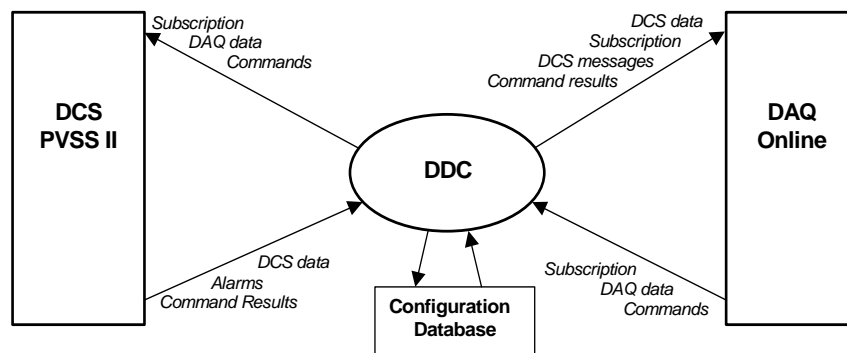 Subscription
DAQ data
Commands
DCS data
Subscription
DCS messages
Command results
DCS
PVSS II
DDC
DAQ
Online
DCS data
Alarms
Command Results
Subscription
DAQ data
Commands
Configuration
Database